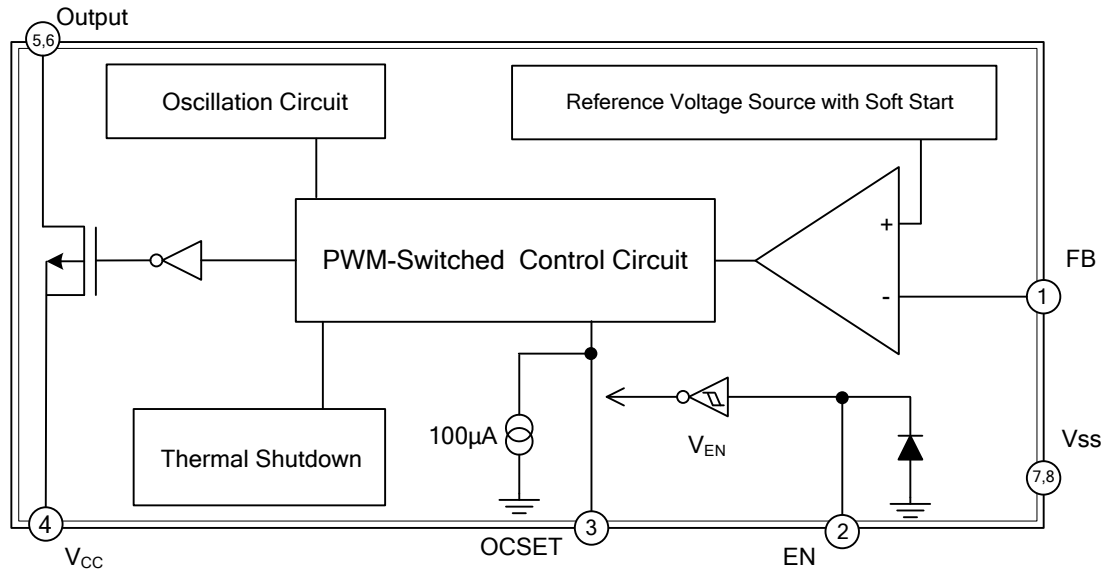 Output
5,6
Oscillation Circuit
Reference Voltage Source with Soft Start
+
PWM-Switched Control Circuit
FB
-
1
100µA
V_EN
Vss
Thermal Shutdown
7,8
4
3
2
OCSET
EN
V_CC